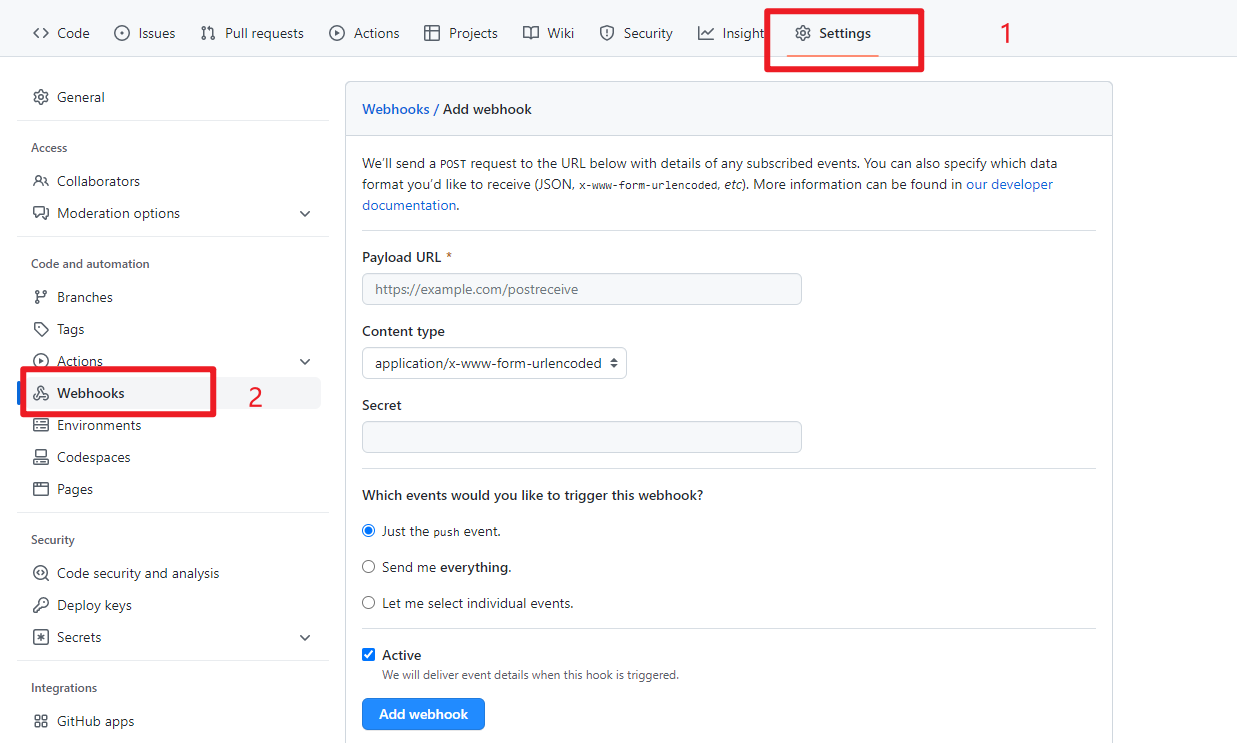 Code Issues Pull requests Actions Projects Wiki Security Insight Settings 1
General
Access
Collaborators
Moderation options
Code and automation
Branches
Tags
Actions
Webhooks 2
Environments
Codespaces
Pages
Security
Code security and analysis
Deploy keys
Secrets
Integrations
GitHub apps
Webhooks / Add webhook
We'll send a POST request to the URL below with details of any subscribed events. You can also specify which data
format you'd like to receive (JSON, x-www-form-urlencoded, etc). More information can be found in our developer
documentation.
Payload URL *
https://example.com/postreceive
Content type
application/x-www-form-urlencoded
Secret
Which events would you like to trigger this webhook?
Just the push event.
Send me everything.
Let me select individual events.
Active
We will deliver event details when this hook is triggered.
Add webhook